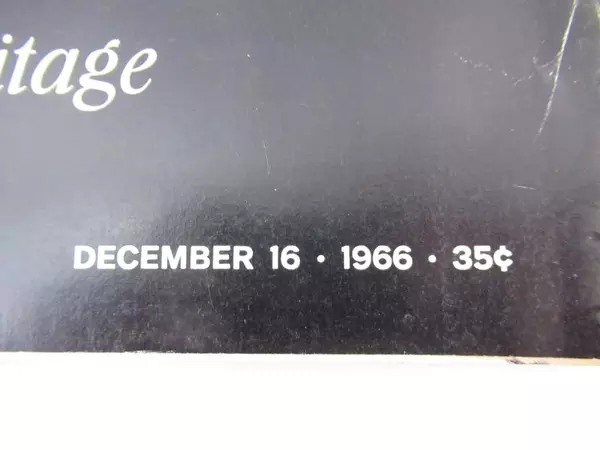 itage
DECEMBER 16 · 1966 · 35¢